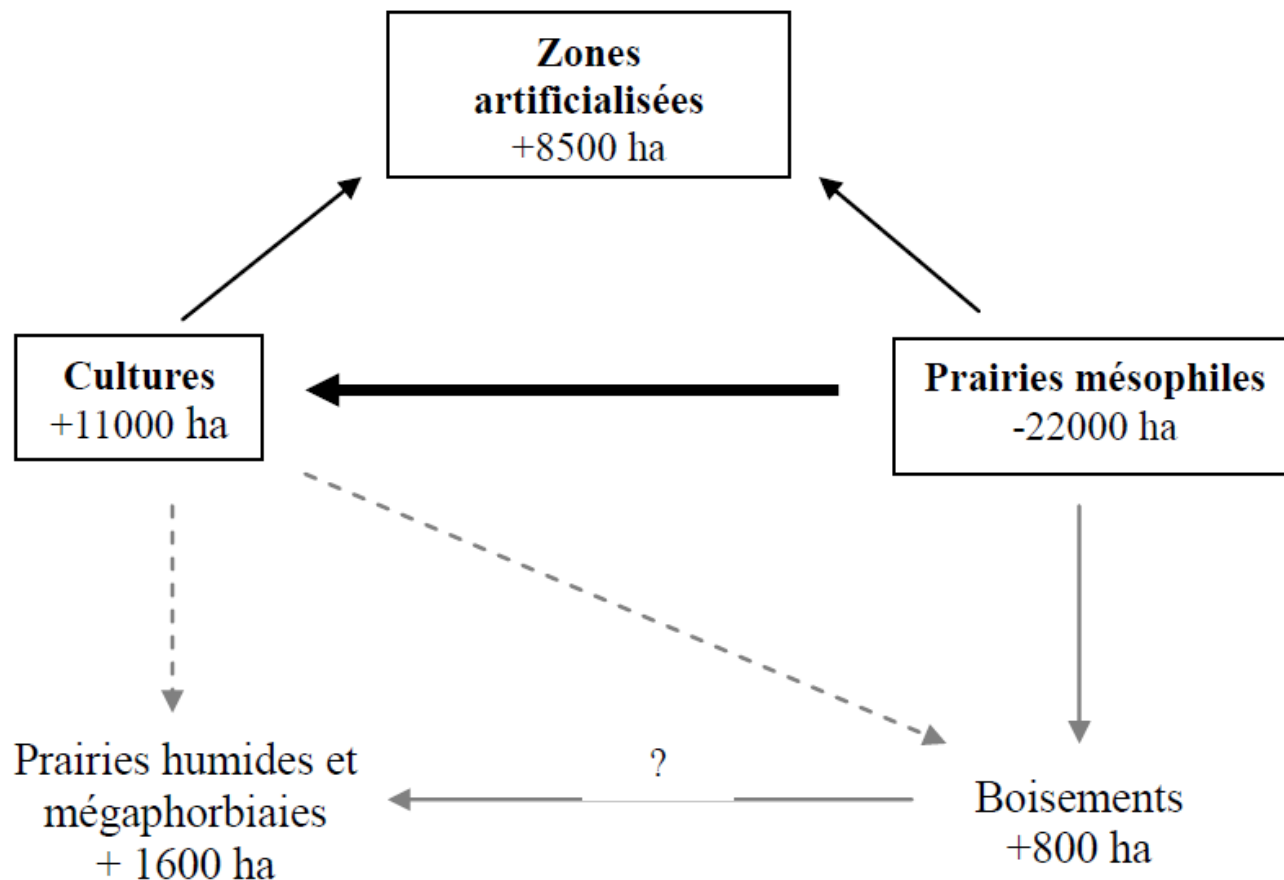 Zones
artificialisées
+8500 ha
Cultures
+11000 ha
Prairies mésophiles
-22000 ha
?
Prairies humides et
mégaphorbiaies
+ 1600 ha
Boisements
+800 ha